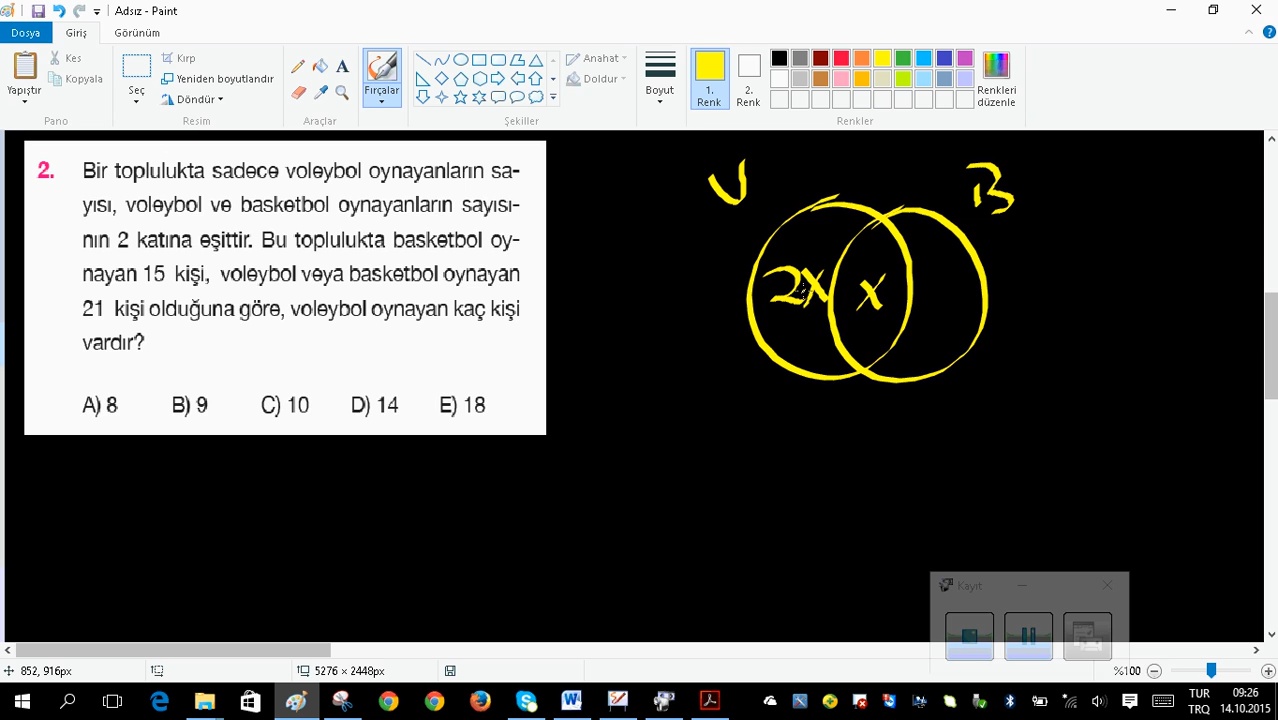 Adsız - Paint
Dosya
Giriş
Görünüm
Yapıştır
Kes
Kopyala
Pano
Seç
Kırp
Yeniden boyutlandır
Döndür
Resim
A
Araçlar
Fırçalar
Anahat
Doldur
Şekiller
Boyut
1.
Renk
2.
Renk
Renkler
Renkleri
düzenle
2. Bir toplulukta sadece voleybol oynayanların sa-
yısı, voleybol ve basketbol oynayanların sayısı-
nın 2 katına eşittir. Bu toplulukta basketbol oy-
nayan 15 kişi, voleybol veya basketbol oynayan
21 kişi olduğuna göre, voleybol oynayan kaç kişi
vardır?
A) 8 B) 9 C) 10 D) 14 E) 18
V B
2x x
Kayıt
852, 916px
5276 × 2448px
%100
TUR
TRQ
09:26
14.10.2015